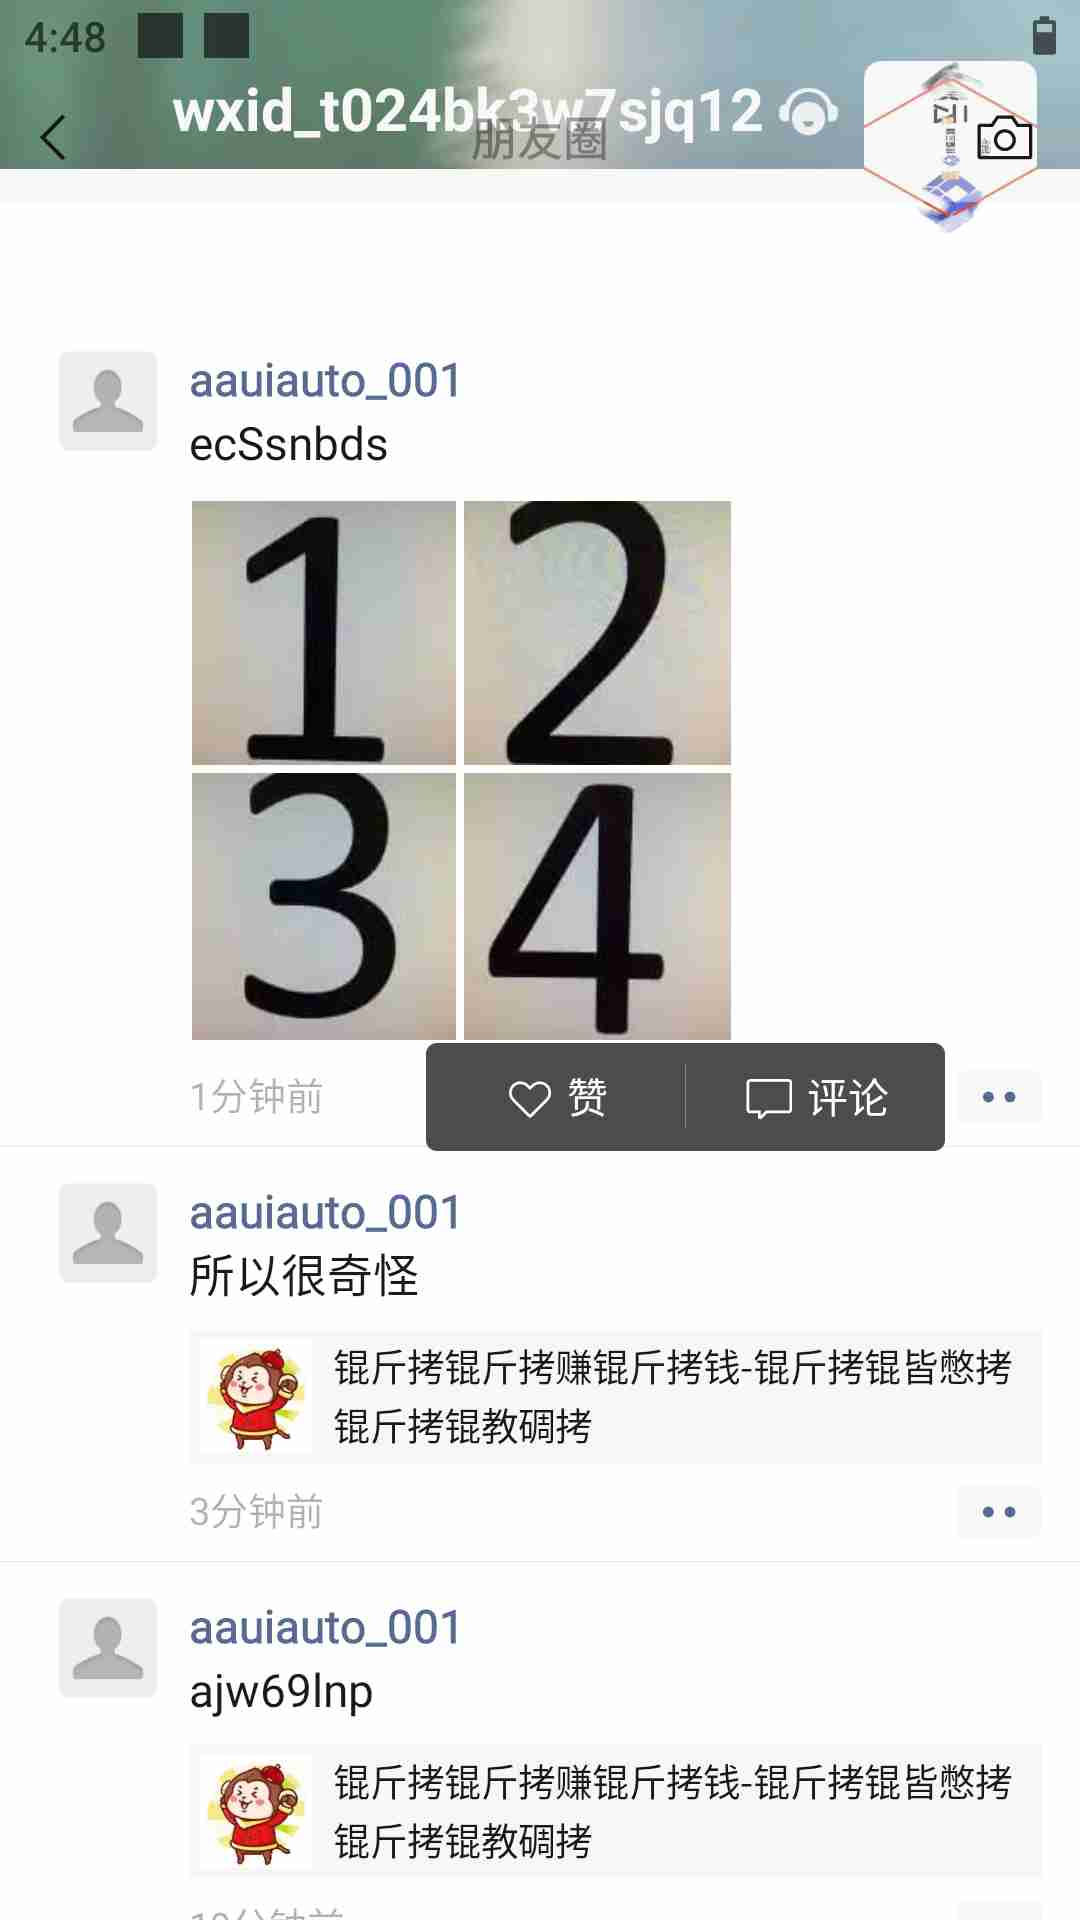 4:48
wxid_t024bk3w7sjq12
朋友圈
aauiauto_001
ecSsnbds
1 2
3 4
1分钟前
赞
评论
aauiauto_001
所以很奇怪
锟斤拷锟斤拷赚锟斤拷钱-锟斤拷锟皆憋拷
锟斤拷锟教碉拷
3分钟前
aauiauto_001
ajw69lnp
锟斤拷锟斤拷赚锟斤拷钱-锟斤拷锟皆憋拷
锟斤拷锟教碉拷